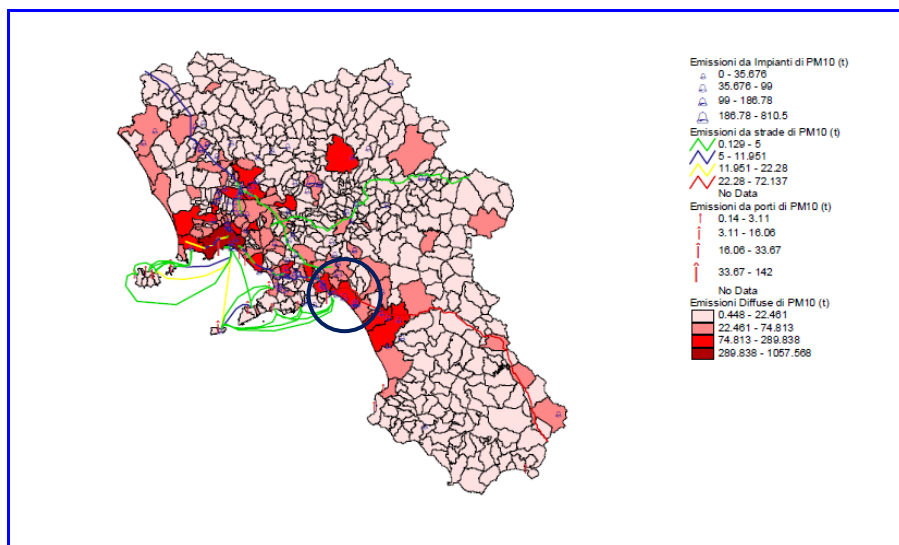 Emissioni da Impianti di PM10 (t)
0 - 35.676
35.676 - 99
99 - 186.78
186.78 - 810.5
Emissioni da strade di PM10 (t)
0.129 - 5
5 - 11.951
11.951 - 22.28
22.28 - 72.137
No Data
Emissioni da porti di PM10 (t)
0.14 - 3.11
3.11 - 16.06
16.06 - 33.67
33.67 - 142
No Data
Emissioni Diffuse di PM10 (t)
0.448 - 22.461
22.461 - 74.813
74.813 - 289.838
289.838 - 1057.568